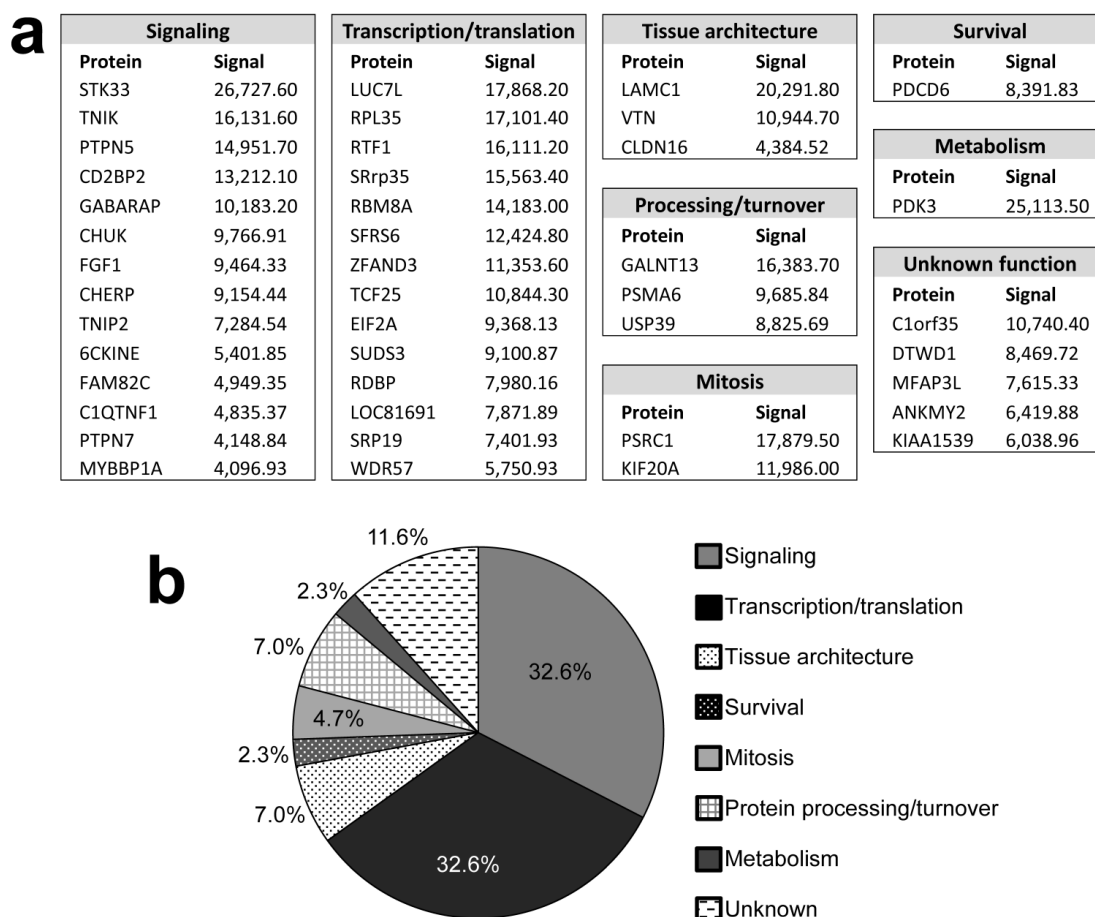 a
Signaling
Protein Signal
STK33 26,727.60
TNIK 16,131.60
PTPN5 14,951.70
CD2BP2 13,212.10
GABARAP 10,183.20
CHUK 9,766.91
FGF1 9,464.33
CHERP 9,154.44
TNIP2 7,284.54
6CKINE 5,401.85
FAM82C 4,949.35
C1QTNF1 4,835.37
PTPN7 4,148.84
MYBBP1A 4,096.93
Transcription/translation
Protein Signal
LUC7L 17,868.20
RPL35 17,101.40
RTF1 16,111.20
SRrp35 15,563.40
RBM8A 14,183.00
SFRS6 12,424.80
ZFAND3 11,353.60
TCF25 10,844.30
EIF2A 9,368.13
SUDS3 9,100.87
RDBP 7,980.16
LOC81691 7,871.89
SRP19 7,401.93
WDR57 5,750.93
Tissue architecture
Protein Signal
LAMC1 20,291.80
VTN 10,944.70
CLDN16 4,384.52
Processing/turnover
Protein Signal
GALNT13 16,383.70
PSMA6 9,685.84
USP39 8,825.69
Mitosis
Protein Signal
PSRC1 17,879.50
KIF20A 11,986.00
Survival
Protein Signal
PDCD6 8,391.83
Metabolism
Protein Signal
PDK3 25,113.50
Unknown function
Protein Signal
C1orf35 10,740.40
DTWD1 8,469.72
MFAP3L 7,615.33
ANKMY2 6,419.88
KIAA1539 6,038.96
b
11.6%
2.3%
7.0%
4.7%
2.3%
7.0%
32.6%
32.6%
Signaling
Transcription/translation
Tissue architecture
Survival
Mitosis
Protein processing/turnover
Metabolism
Unknown